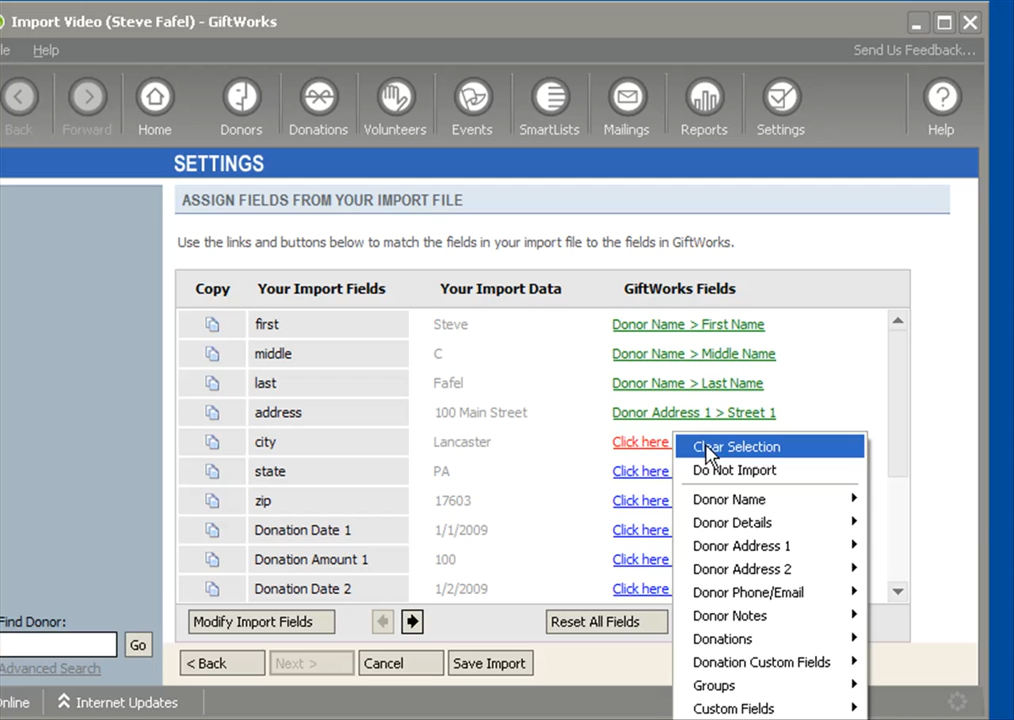 Import Video (Steve Fafel) - GiftWorks
le Help Send Us Feedback...
Back Forward Home Donors Donations Volunteers Events SmartLists Mailings Reports Settings Help
SETTINGS
ASSIGN FIELDS FROM YOUR IMPORT FILE
Use the links and buttons below to match the fields in your import file to the fields in GiftWorks.
Copy Your Import Fields Your Import Data GiftWorks Fields
first Steve Donor Name > First Name
middle C Donor Name > Middle Name
last Fafel Donor Name > Last Name
address 100 Main Street Donor Address 1 > Street 1
city Lancaster Click here
state PA Click here
zip 17603 Click here
Donation Date 1 1/1/2009 Click here
Donation Amount 1 100 Click here
Donation Date 2 1/2/2009 Click here
Clear Selection
Do Not Import
Donor Name
Donor Details
Donor Address 1
Donor Address 2
Donor Phone/Email
Donor Notes
Donations
Donation Custom Fields
Groups
Custom Fields
Modify Import Fields Reset All Fields
Find Donor:
Go
Advanced Search
< Back Next > Cancel Save Import
Online Internet Updates